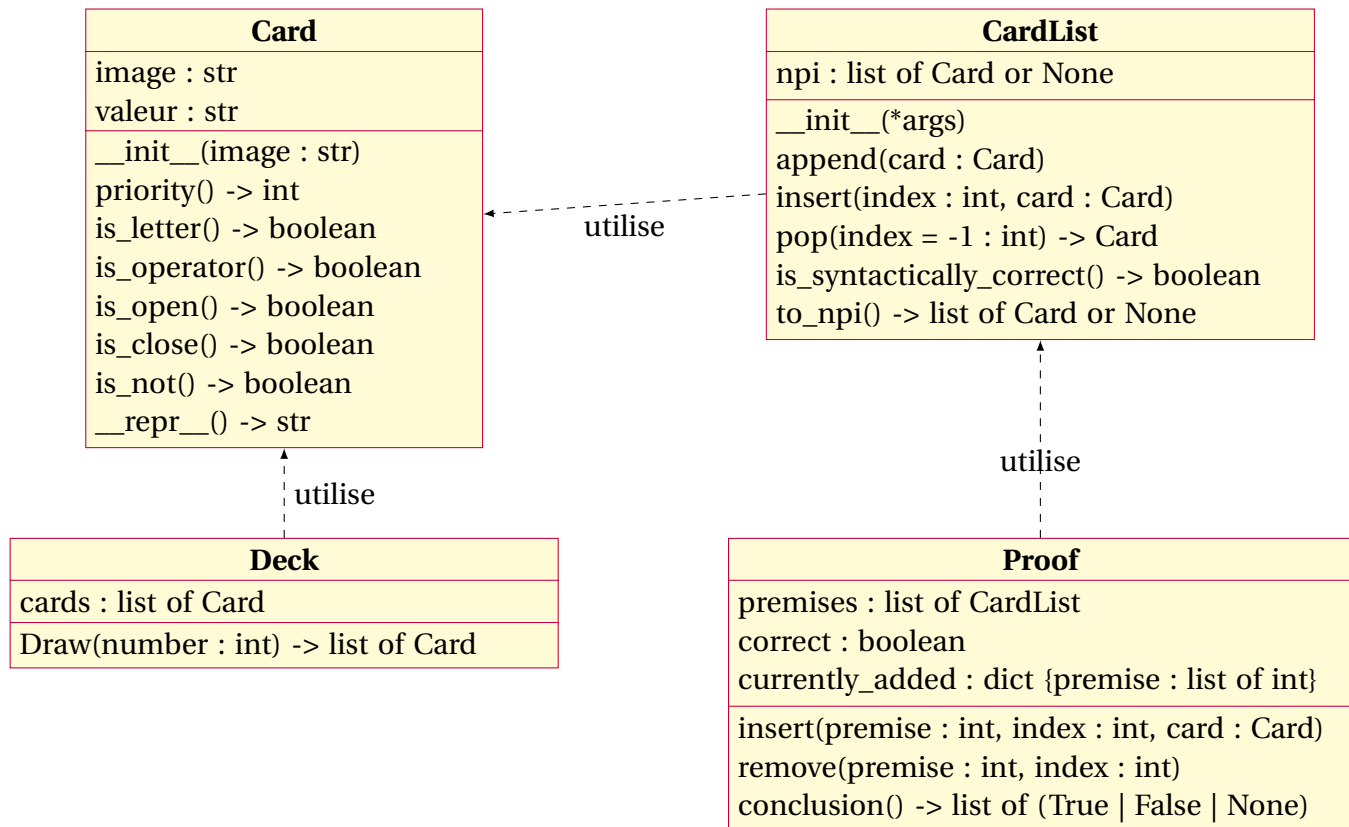 Card
image : str
valeur : str
__init__(image : str)
priority() -> int
is_letter() -> boolean
is_operator() -> boolean
is_open() -> boolean
is_close() -> boolean
is_not() -> boolean
__repr__() -> str
utilise
CardList
npi : list of Card or None
__init__(*args)
append(card : Card)
insert(index : int, card : Card)
pop(index = -1 : int) -> Card
is_syntactically_correct() -> boolean
to_npi() -> list of Card or None
utilise
utilise
Deck
cards : list of Card
Draw(number : int) -> list of Card
Proof
premises : list of CardList
correct : boolean
currently_added : dict {premise : list of int}
insert(premise : int, index : int, card : Card)
remove(premise : int, index : int)
conclusion() -> list of (True | False | None)